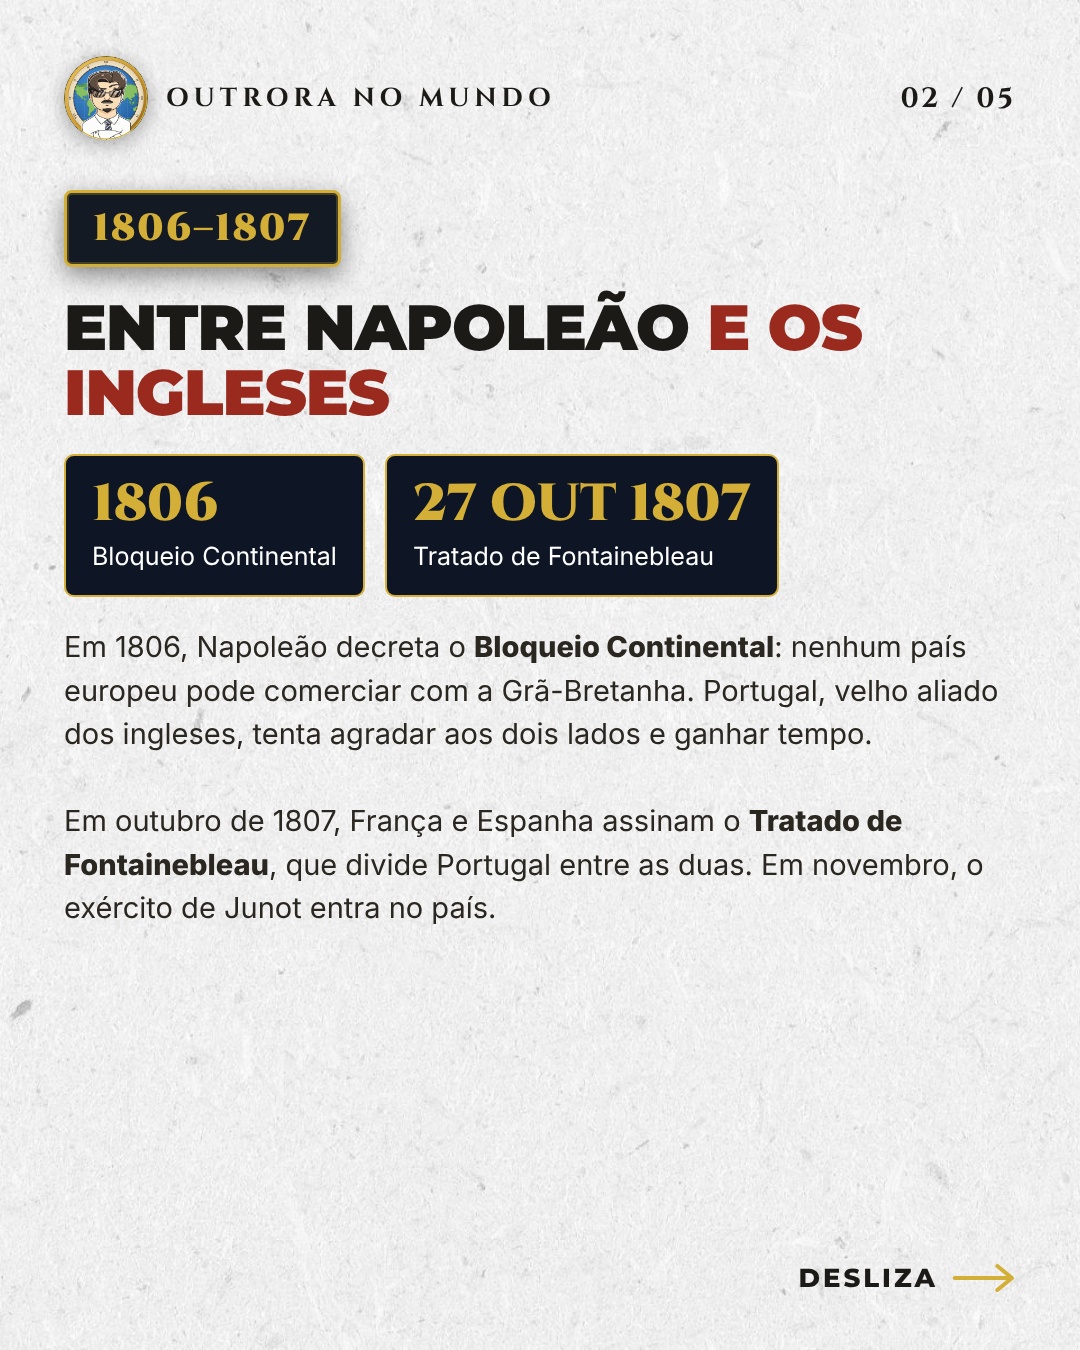 OUTRORA NO MUNDO
02 / 05
1806–1807
ENTRE NAPOLEÃO E OS
INGLESES
1806
Bloqueio Continental
27 OUT 1807
Tratado de Fontainebleau
Em 1806, Napoleão decreta o Bloqueio Continental: nenhum país
europeu pode comerciar com a Grã-Bretanha. Portugal, velho aliado
dos ingleses, tenta agradar aos dois lados e ganhar tempo.
Em outubro de 1807, França e Espanha assinam o Tratado de
Fontainebleau, que divide Portugal entre as duas. Em novembro, o
exército de Junot entra no país.
DESLIZA